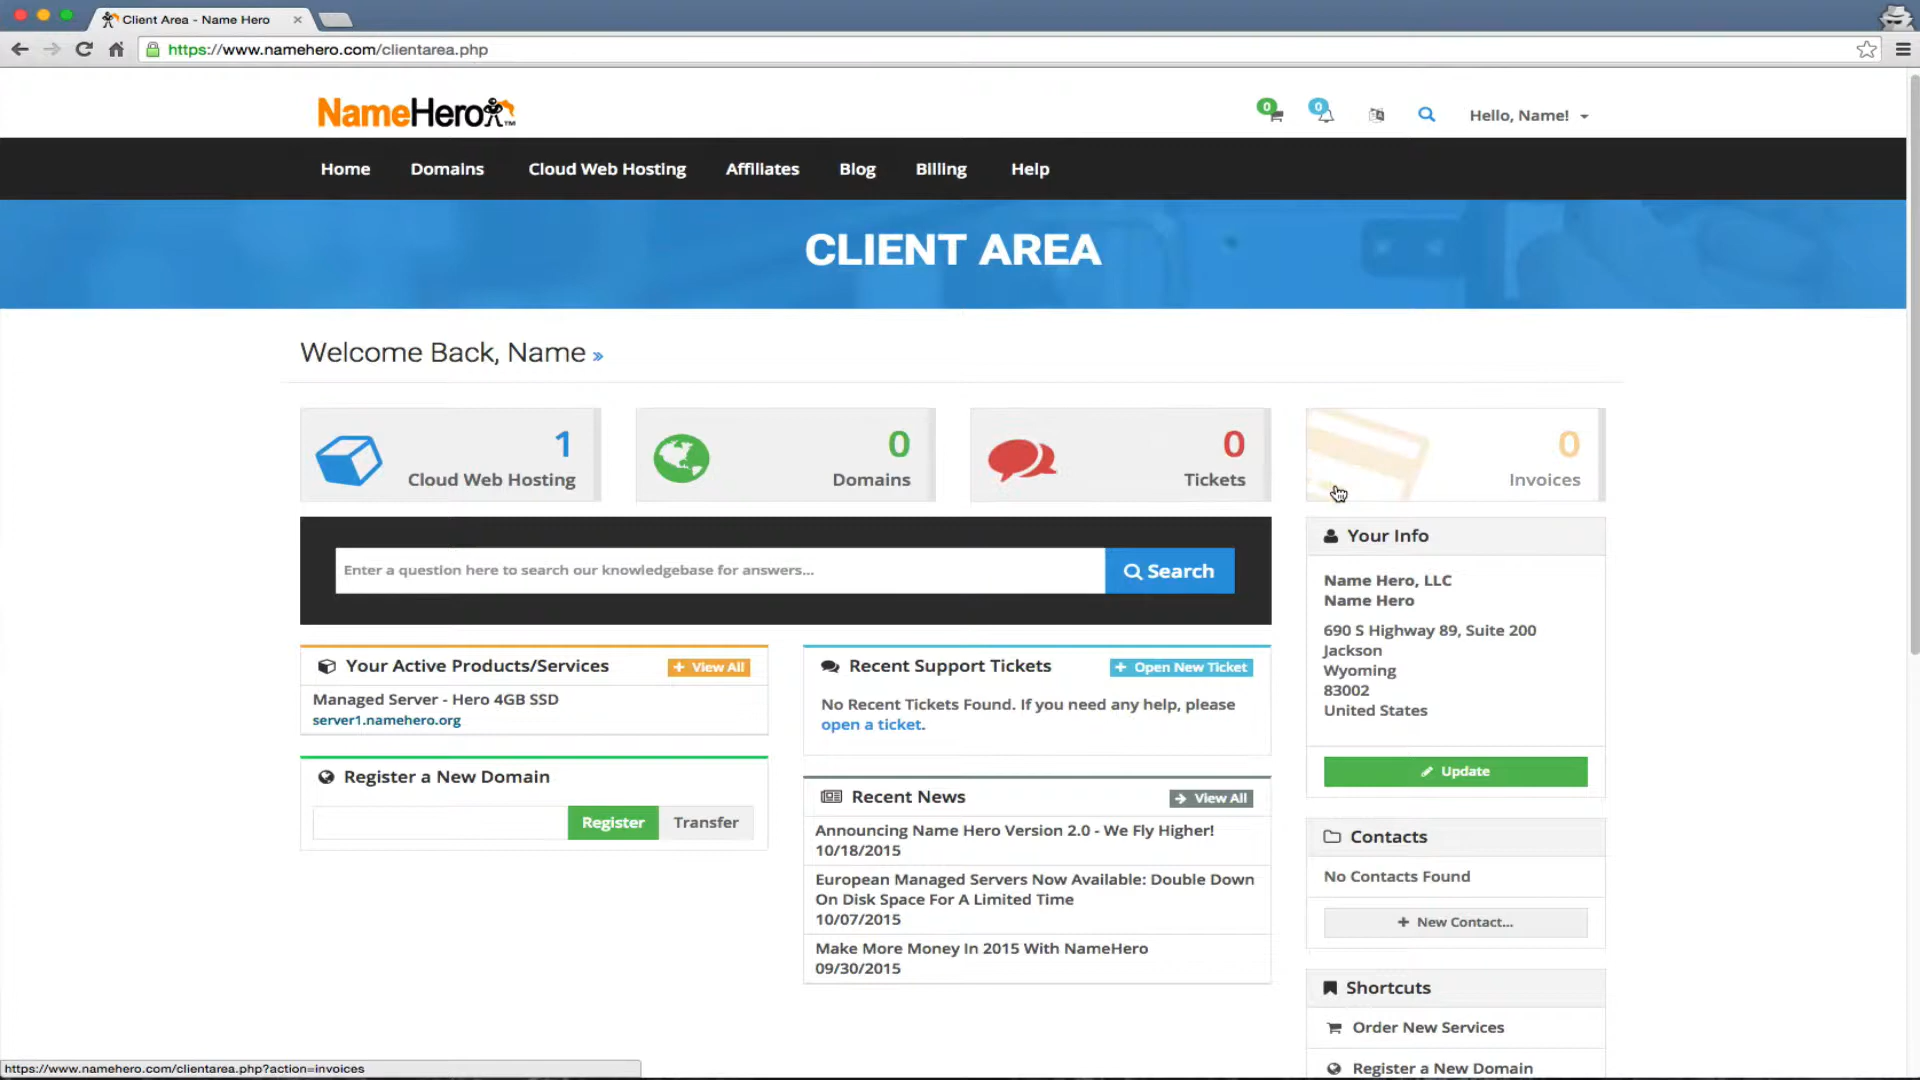 Client Area - Name Hero
https://www.namehero.com/clientarea.php
NameHero™
0
0
Hello, Name!
Home
Domains
Cloud Web Hosting
Affiliates
Blog
Billing
Help
CLIENT AREA
Welcome Back, Name »
1
Cloud Web Hosting
0
Domains
0
Tickets
0
Invoices
Enter a question here to search our knowledgebase for answers...
Search
Your Active Products/Services
+ View All
Managed Server - Hero 4GB SSD
server1.namehero.org
Register a New Domain
Register
Transfer
Recent Support Tickets
+ Open New Ticket
No Recent Tickets Found. If you need any help, please
open a ticket.
Recent News
View All
Announcing Name Hero Version 2.0 - We Fly Higher!
10/18/2015
European Managed Servers Now Available: Double Down
On Disk Space For A Limited Time
10/07/2015
Make More Money In 2015 With NameHero
09/30/2015
Your Info
Name Hero, LLC
Name Hero
690 S Highway 89, Suite 200
Jackson
Wyoming
83002
United States
Update
Contacts
No Contacts Found
+ New Contact...
Shortcuts
Order New Services
Register a New Domain
https://www.namehero.com/clientarea.php?action=invoices